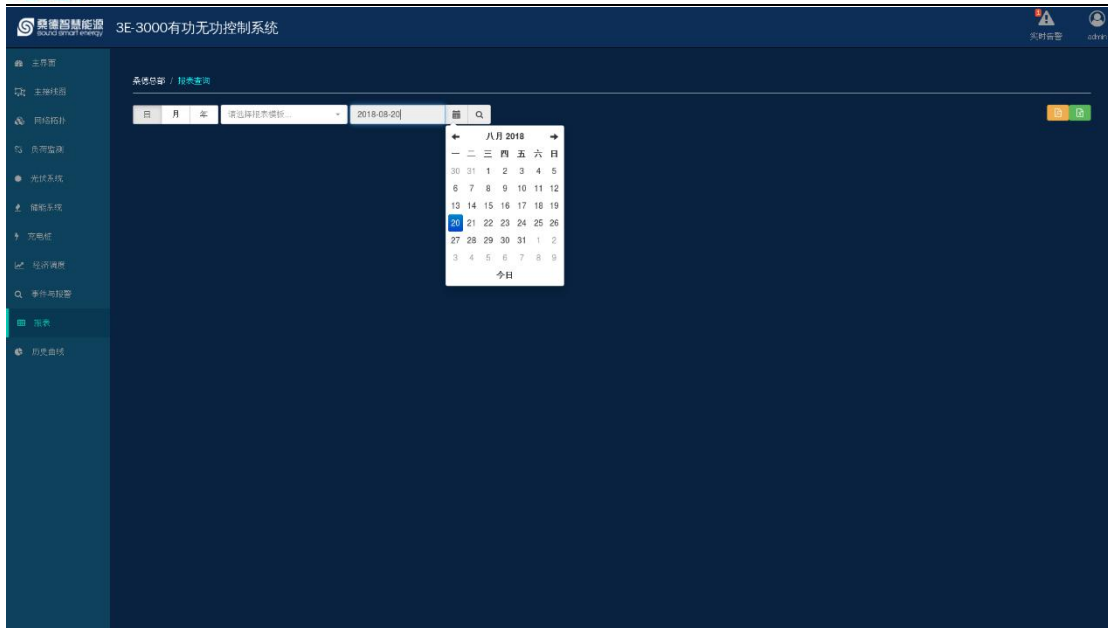 桑德智慧能源 3E-3000有功无功控制系统
sound smart energy
1
实时告警 admin
主界面
桑德总部 / 报表查询
主接线图
日 月 年 请选择报表模板... 2018-08-20
网络拓扑
负荷监测
光伏系统
储能系统
充电桩
经济调度
事件与报警
报表
历史曲线
八月 2018
一 二 三 四 五 六 日
30 31 1 2 3 4 5
6 7 8 9 10 11 12
13 14 15 16 17 18 19
20 21 22 23 24 25 26
27 28 29 30 31 1 2
3 4 5 6 7 8 9
今日